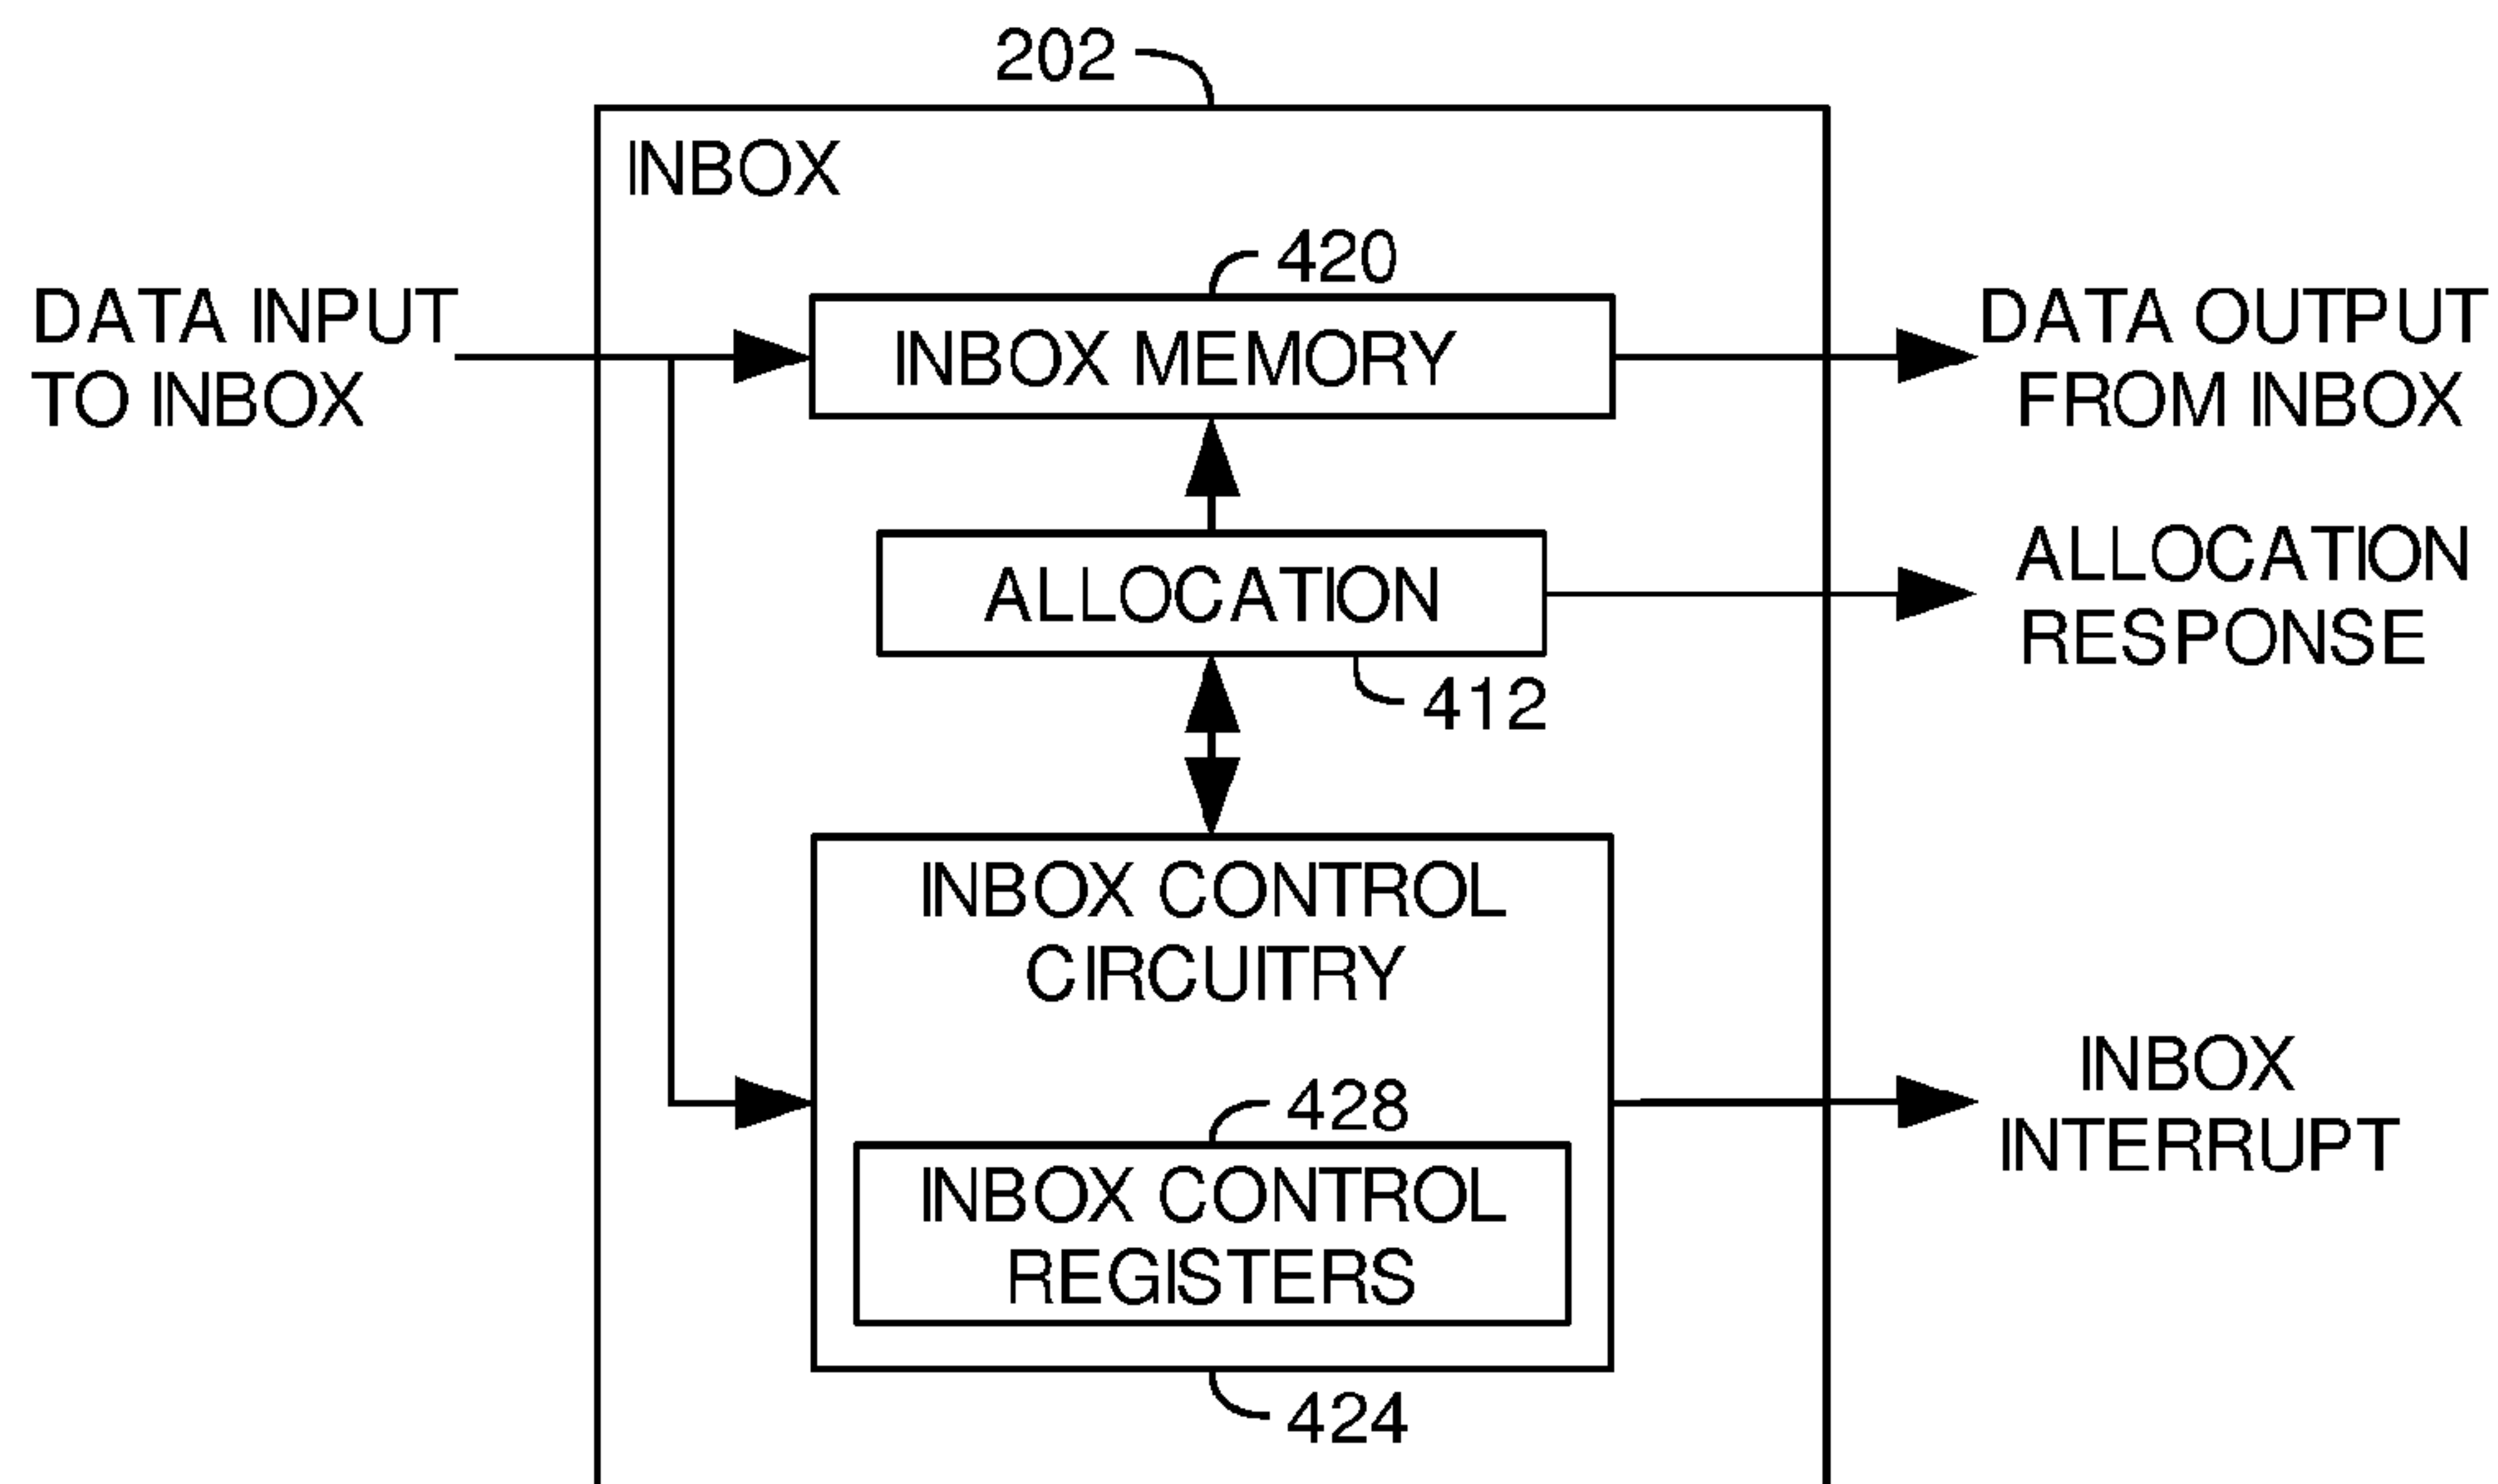 202
INBOX
420
DATA INPUT
TO INBOX
INBOX MEMORY
DATA OUTPUT
FROM INBOX
ALLOCATION
ALLOCATION
RESPONSE
412
INBOX CONTROL
CIRCUITRY
INBOX
INTERRUPT
428
INBOX CONTROL
REGISTERS
424